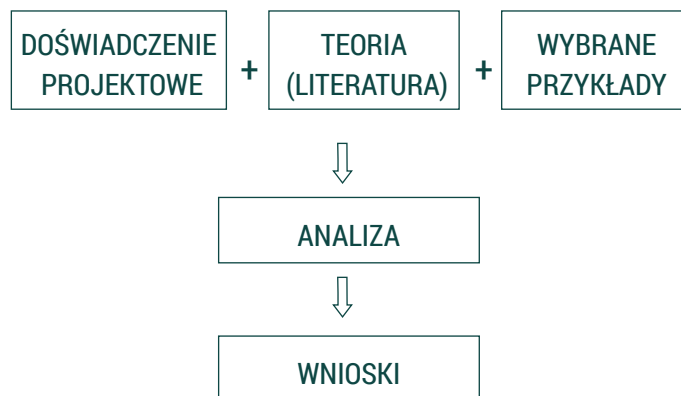 DOŚWIADCZENIE
PROJEKTOWE
+
TEORIA
(LITERATURA)
+
WYBRANE
PRZYKŁADY
ANALIZA
WNIOSKI